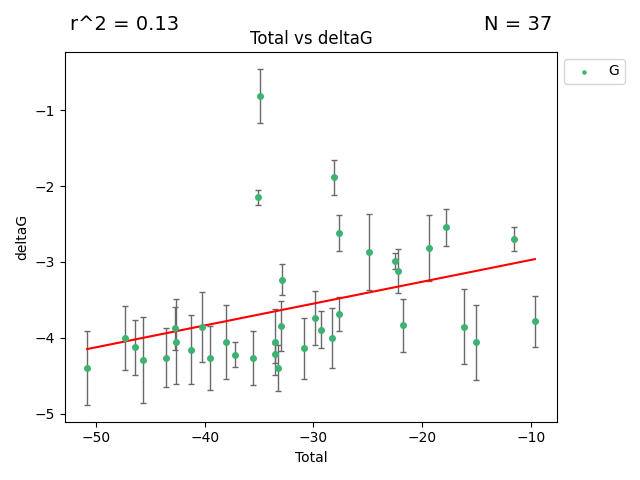 r^2 = 0.13
N = 37
Total vs deltaG
G
−1
−2
−3
−4
−5
deltaG
−50
−40
−30
−20
−10
Total